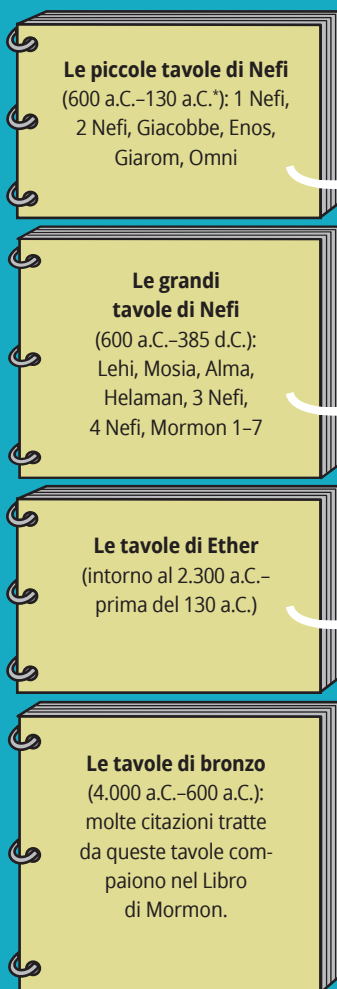 Le piccole tavole di Nefi
(600 a.C.–130 a.C.*): 1 Nefi,
2 Nefi, Giacobbe, Enos,
Giarom, Omni
Le grandi
tavole di Nefi
(600 a.C.–385 d.C.):
Lehi, Mosia, Alma,
Helaman, 3 Nefi,
4 Nefi, Mormon 1–7
Le tavole di Ether
(intorno al 2.300 a.C.–
prima del 130 a.C.)
Le tavole di bronzo
(4.000 a.C.–600 a.C.):
molte citazioni tratte
da queste tavole com-
paiono nel Libro
di Mormon.